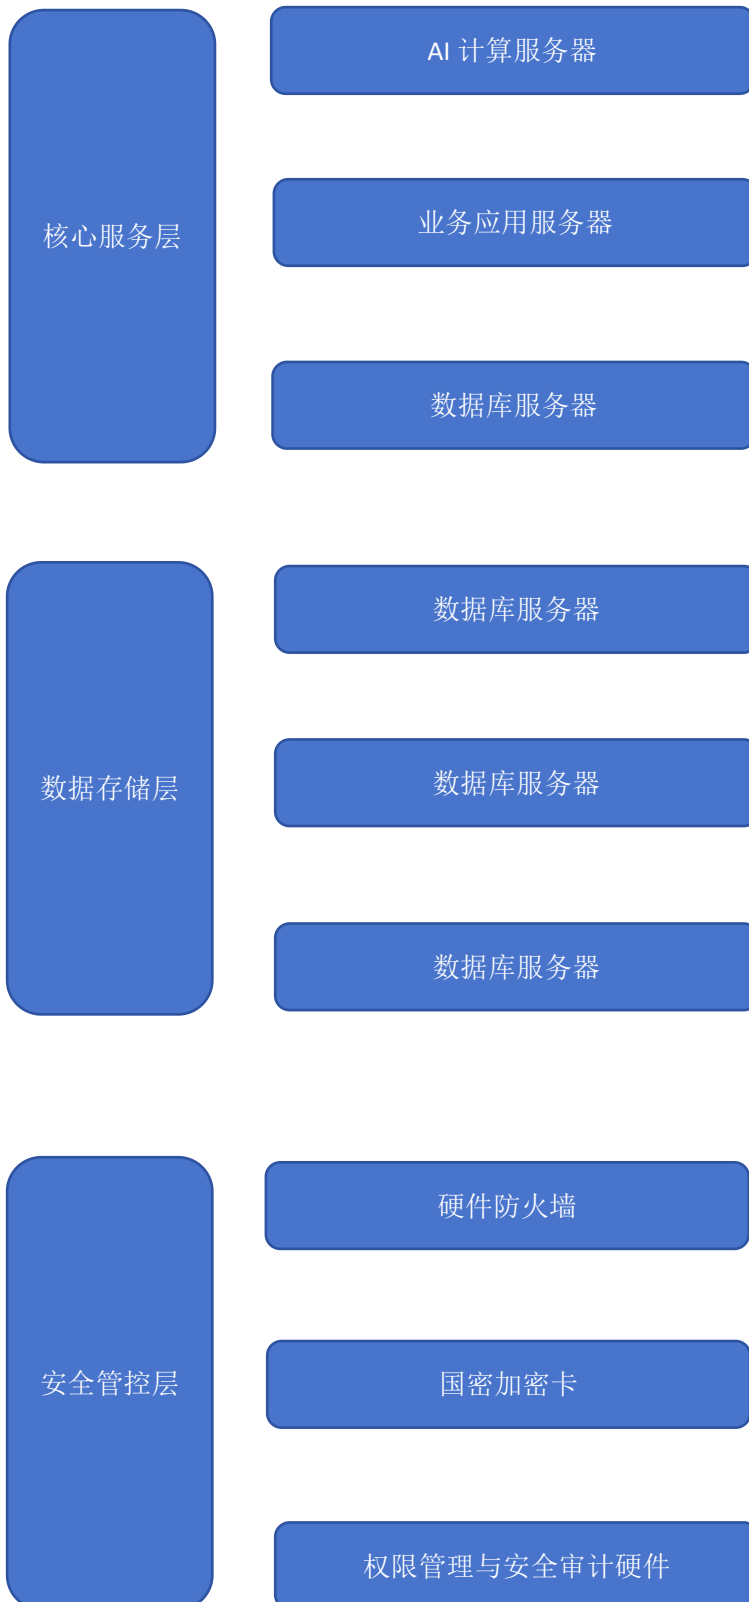 AI 计算服务器
业务应用服务器
核心服务层
数据库服务器
数据库服务器
数据存储层
数据库服务器
数据库服务器
硬件防火墙
安全管控层
国密加密卡
权限管理与安全审计硬件